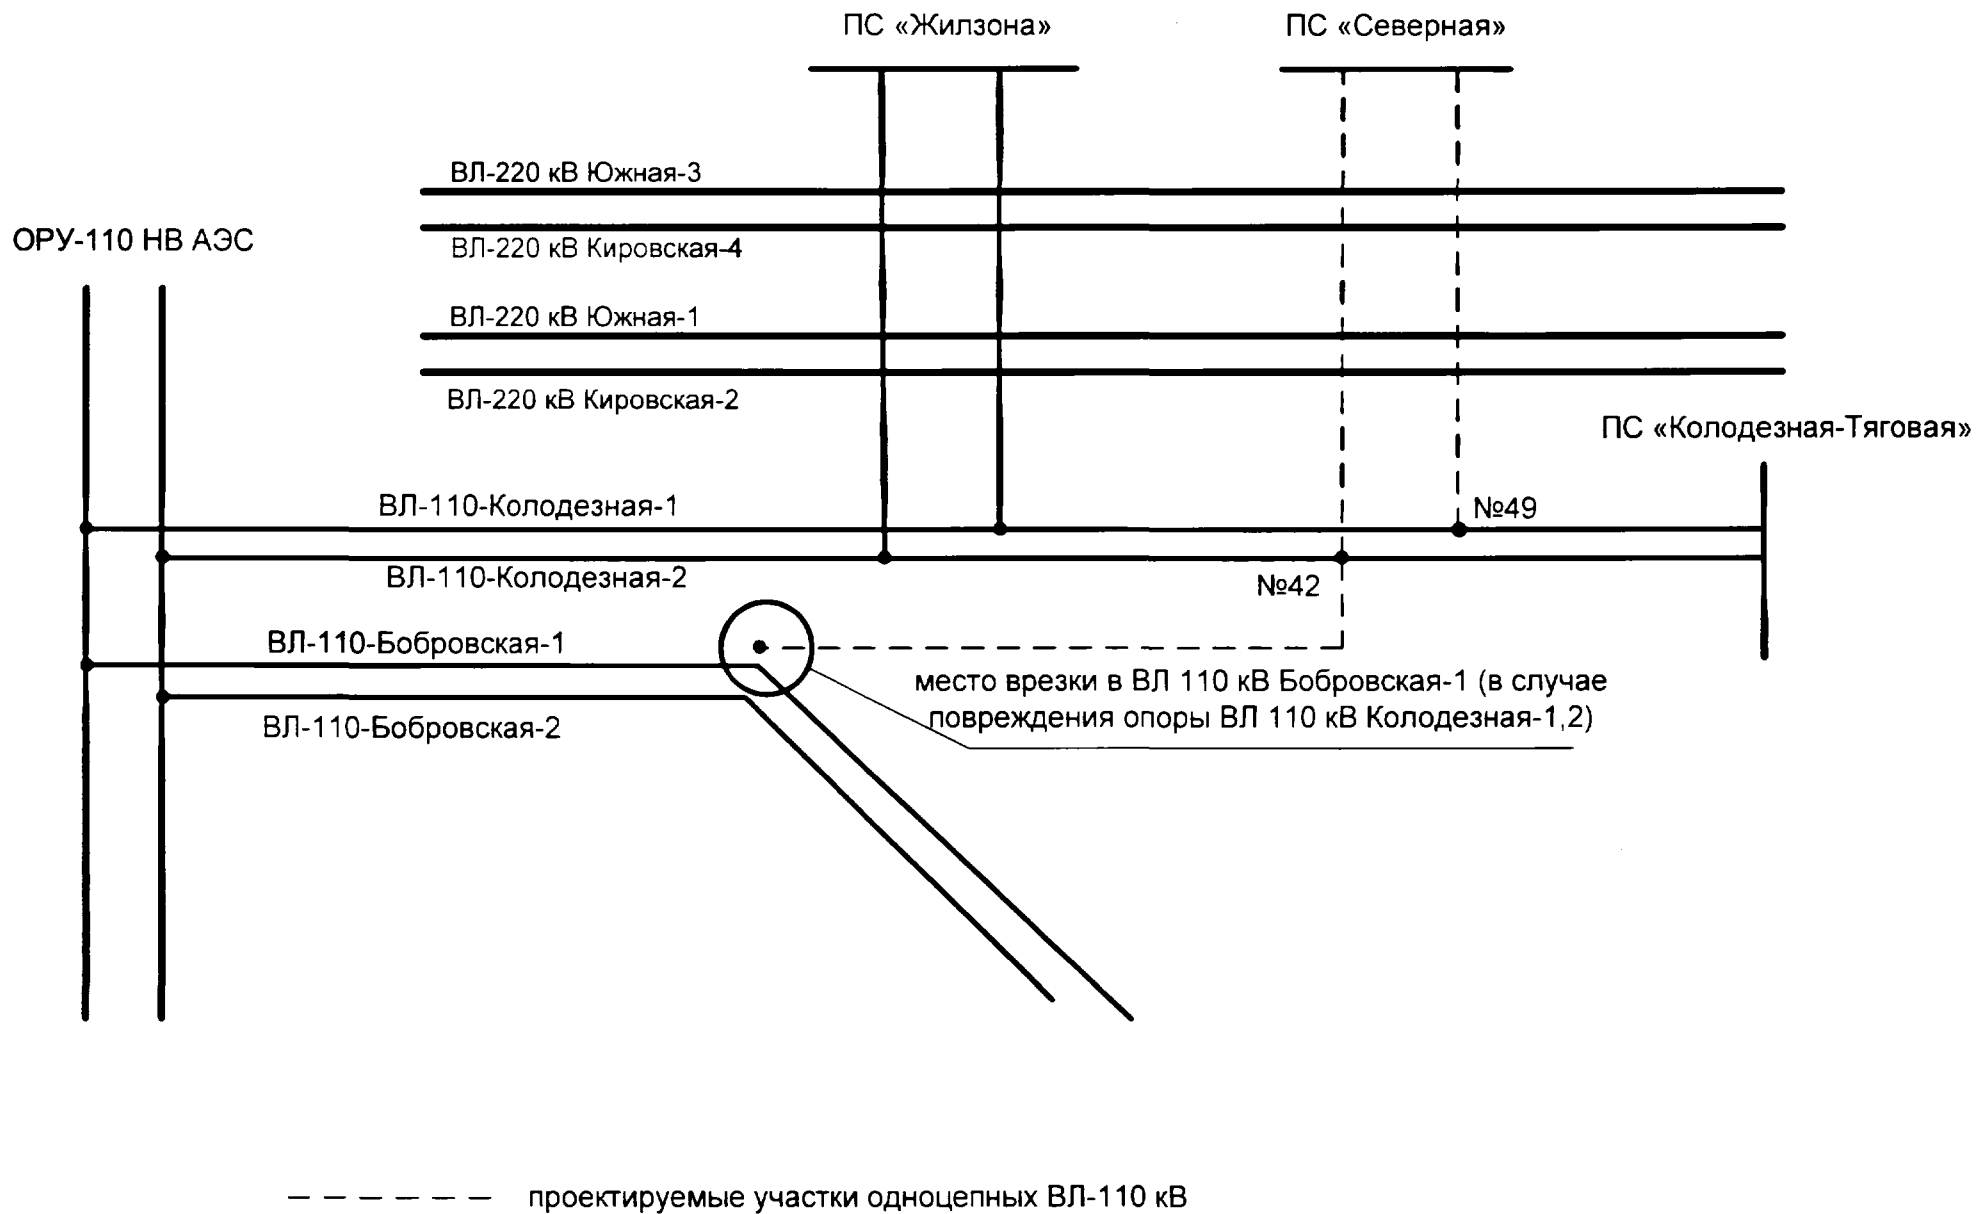 ПС «Жилзона»
ПС «Северная»
ВЛ-220 кВ Южная-3
ОРУ-110 НВ АЭС
ВЛ-220 кВ Кировская-4
ВЛ-220 кВ Южная-1
ВЛ-220 кВ Кировская-2
ПС «Колодезная-Тяговая»
ВЛ-110-Колодезная-1
№49
ВЛ-110-Колодезная-2
№42
ВЛ-110-Бобровская-1
место врезки в ВЛ 110 кВ Бобровская-1 (в случае
повреждения опоры ВЛ 110 кВ Колодезная-1,2)
ВЛ-110-Бобровская-2
проектируемые участки одноцепных ВЛ-110 кВ